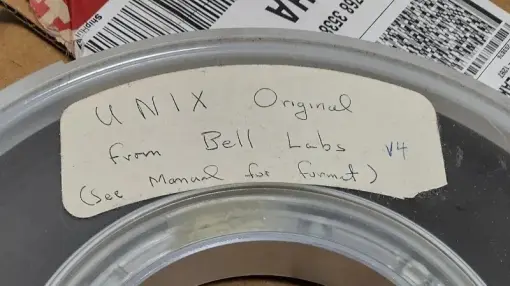 UNIX Original
from Bell Labs V4
(See Manual for format)